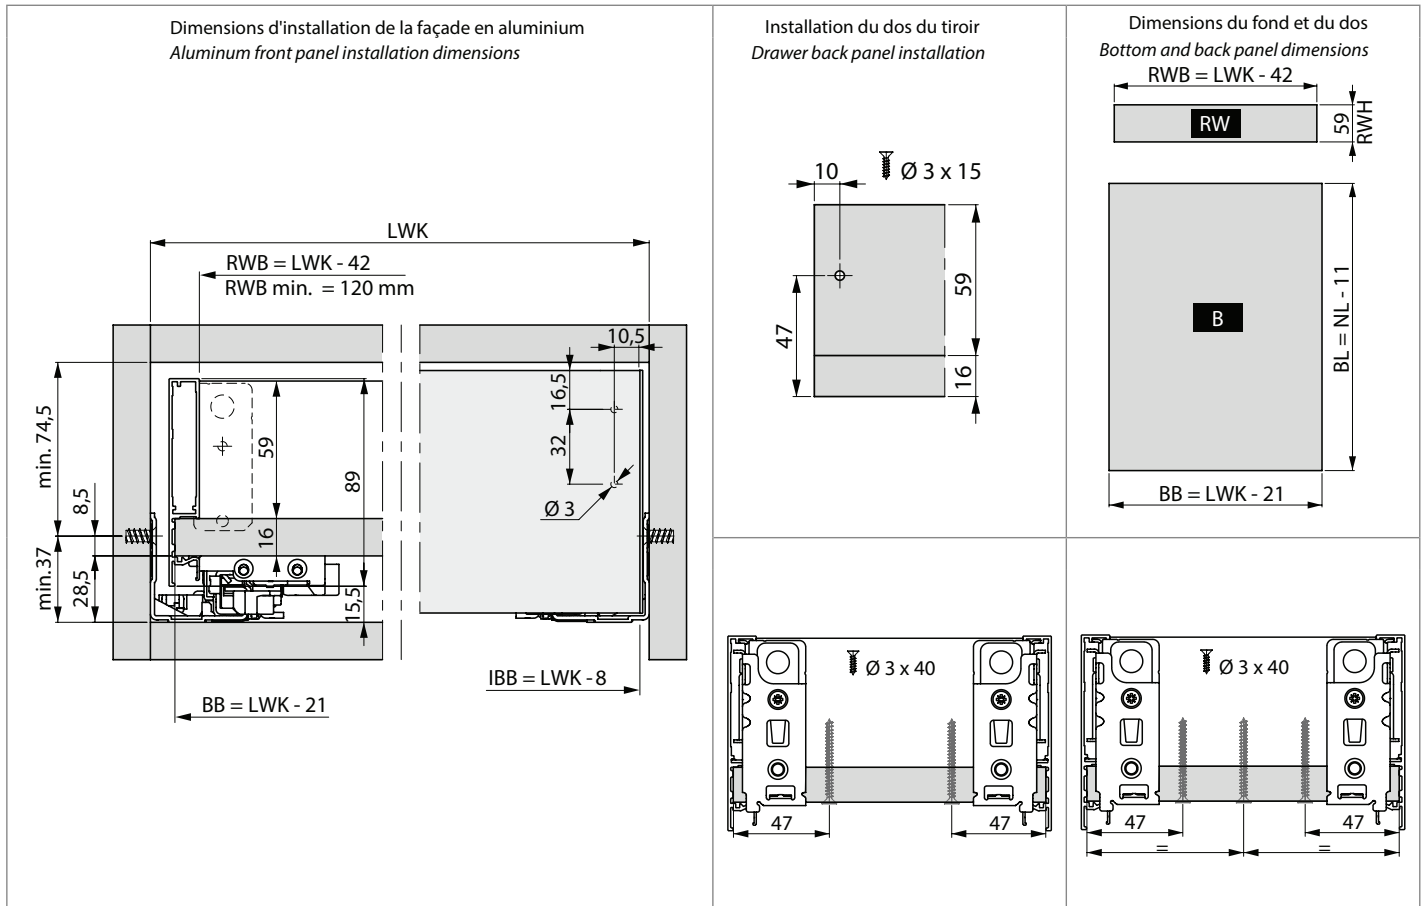 Dimensions d'installation de la façade en aluminium
Aluminum front panel installation dimensions
LWK
RWB = LWK - 42
RWB min. = 120 mm
10,5
16,5
32
Ø 3
min. 74,5
8,5
min.37
28,5
59
89
16
15,5
IBB = LWK - 8
BB = LWK - 21
Installation du dos du tiroir
Drawer back panel installation
10
Ø 3 x 15
47
59
16
Dimensions du fond et du dos
Bottom and back panel dimensions
RWB = LWK - 42
RW
59
RWH
B
BL = NL - 11
BB = LWK - 21
Ø 3 x 40
47
47
Ø 3 x 40
47
47
=
=